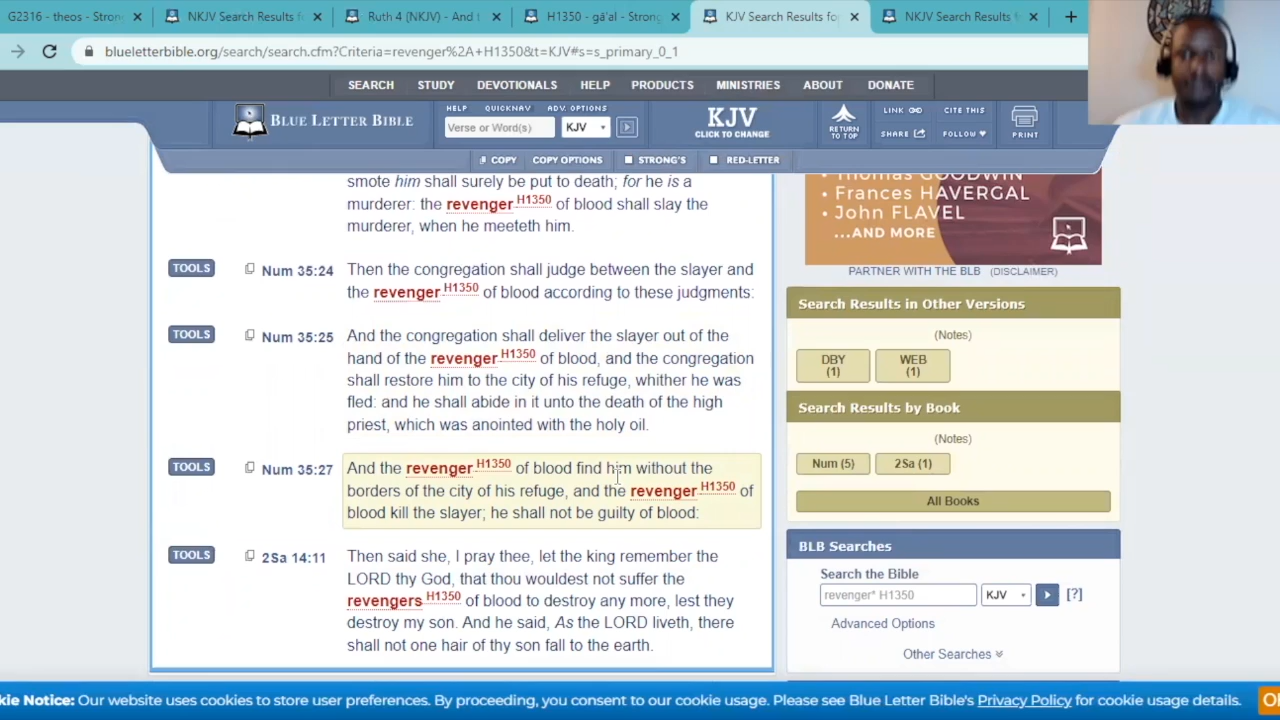 G2316 - theos - Stron
NKJV Search Results f
Ruth 4 (NKJV) - And t
H1350 - gā'al - Strong
KJV Search Results fo
NKJV Search Results f
blueletterbible.org/search/search.cfm?Criteria=revenger%2A+H1350&t=KJV#s=s_primary_0_1
SEARCH STUDY DEVOTIONALS HELP PRODUCTS MINISTRIES ABOUT DONATE
BLUE LETTER BIBLE
HELP QUICKNAV ADV. OPTIONS
Verse or Word(s) KJV
KJV
CLICK TO CHANGE
RETURN
TO TOP
LINK CITE THIS
SHARE FOLLOW
PRINT
COPY COPY OPTIONS STRONG'S RED-LETTER
smote him shall surely be put to death; for he is a
murderer: the revenger H1350 of blood shall slay the
murderer, when he meeteth him.
TOOLS Num 35:24 Then the congregation shall judge between the slayer and
the revenger H1350 of blood according to these judgments:
TOOLS Num 35:25 And the congregation shall deliver the slayer out of the
hand of the revenger H1350 of blood, and the congregation
shall restore him to the city of his refuge, whither he was
fled: and he shall abide in it unto the death of the high
priest, which was anointed with the holy oil.
TOOLS Num 35:27 And the revenger H1350 of blood find him without the
borders of the city of his refuge, and the revenger H1350 of
blood kill the slayer; he shall not be guilty of blood:
TOOLS 2Sa 14:11 Then said she, I pray thee, let the king remember the
LORD thy God, that thou wouldest not suffer the
revengers H1350 of blood to destroy any more, lest they
destroy my son. And he said, As the LORD liveth, there
shall not one hair of thy son fall to the earth.
• Thomas GOODWIN
• Frances HAVERGAL
• John FLAVEL
...AND MORE
PARTNER WITH THE BLB (DISCLAIMER)
Search Results in Other Versions
(Notes)
DBY
(1)
WEB
(1)
Search Results by Book
(Notes)
Num (5) 2Sa (1)
All Books
BLB Searches
Search the Bible
revenger* H1350 KJV [?]
Advanced Options
Other Searches
kie Notice: Our website uses cookies to store user preferences. By proceeding, you consent to our cookie usage. Please see Blue Letter Bible's Privacy Policy for cookie usage details.